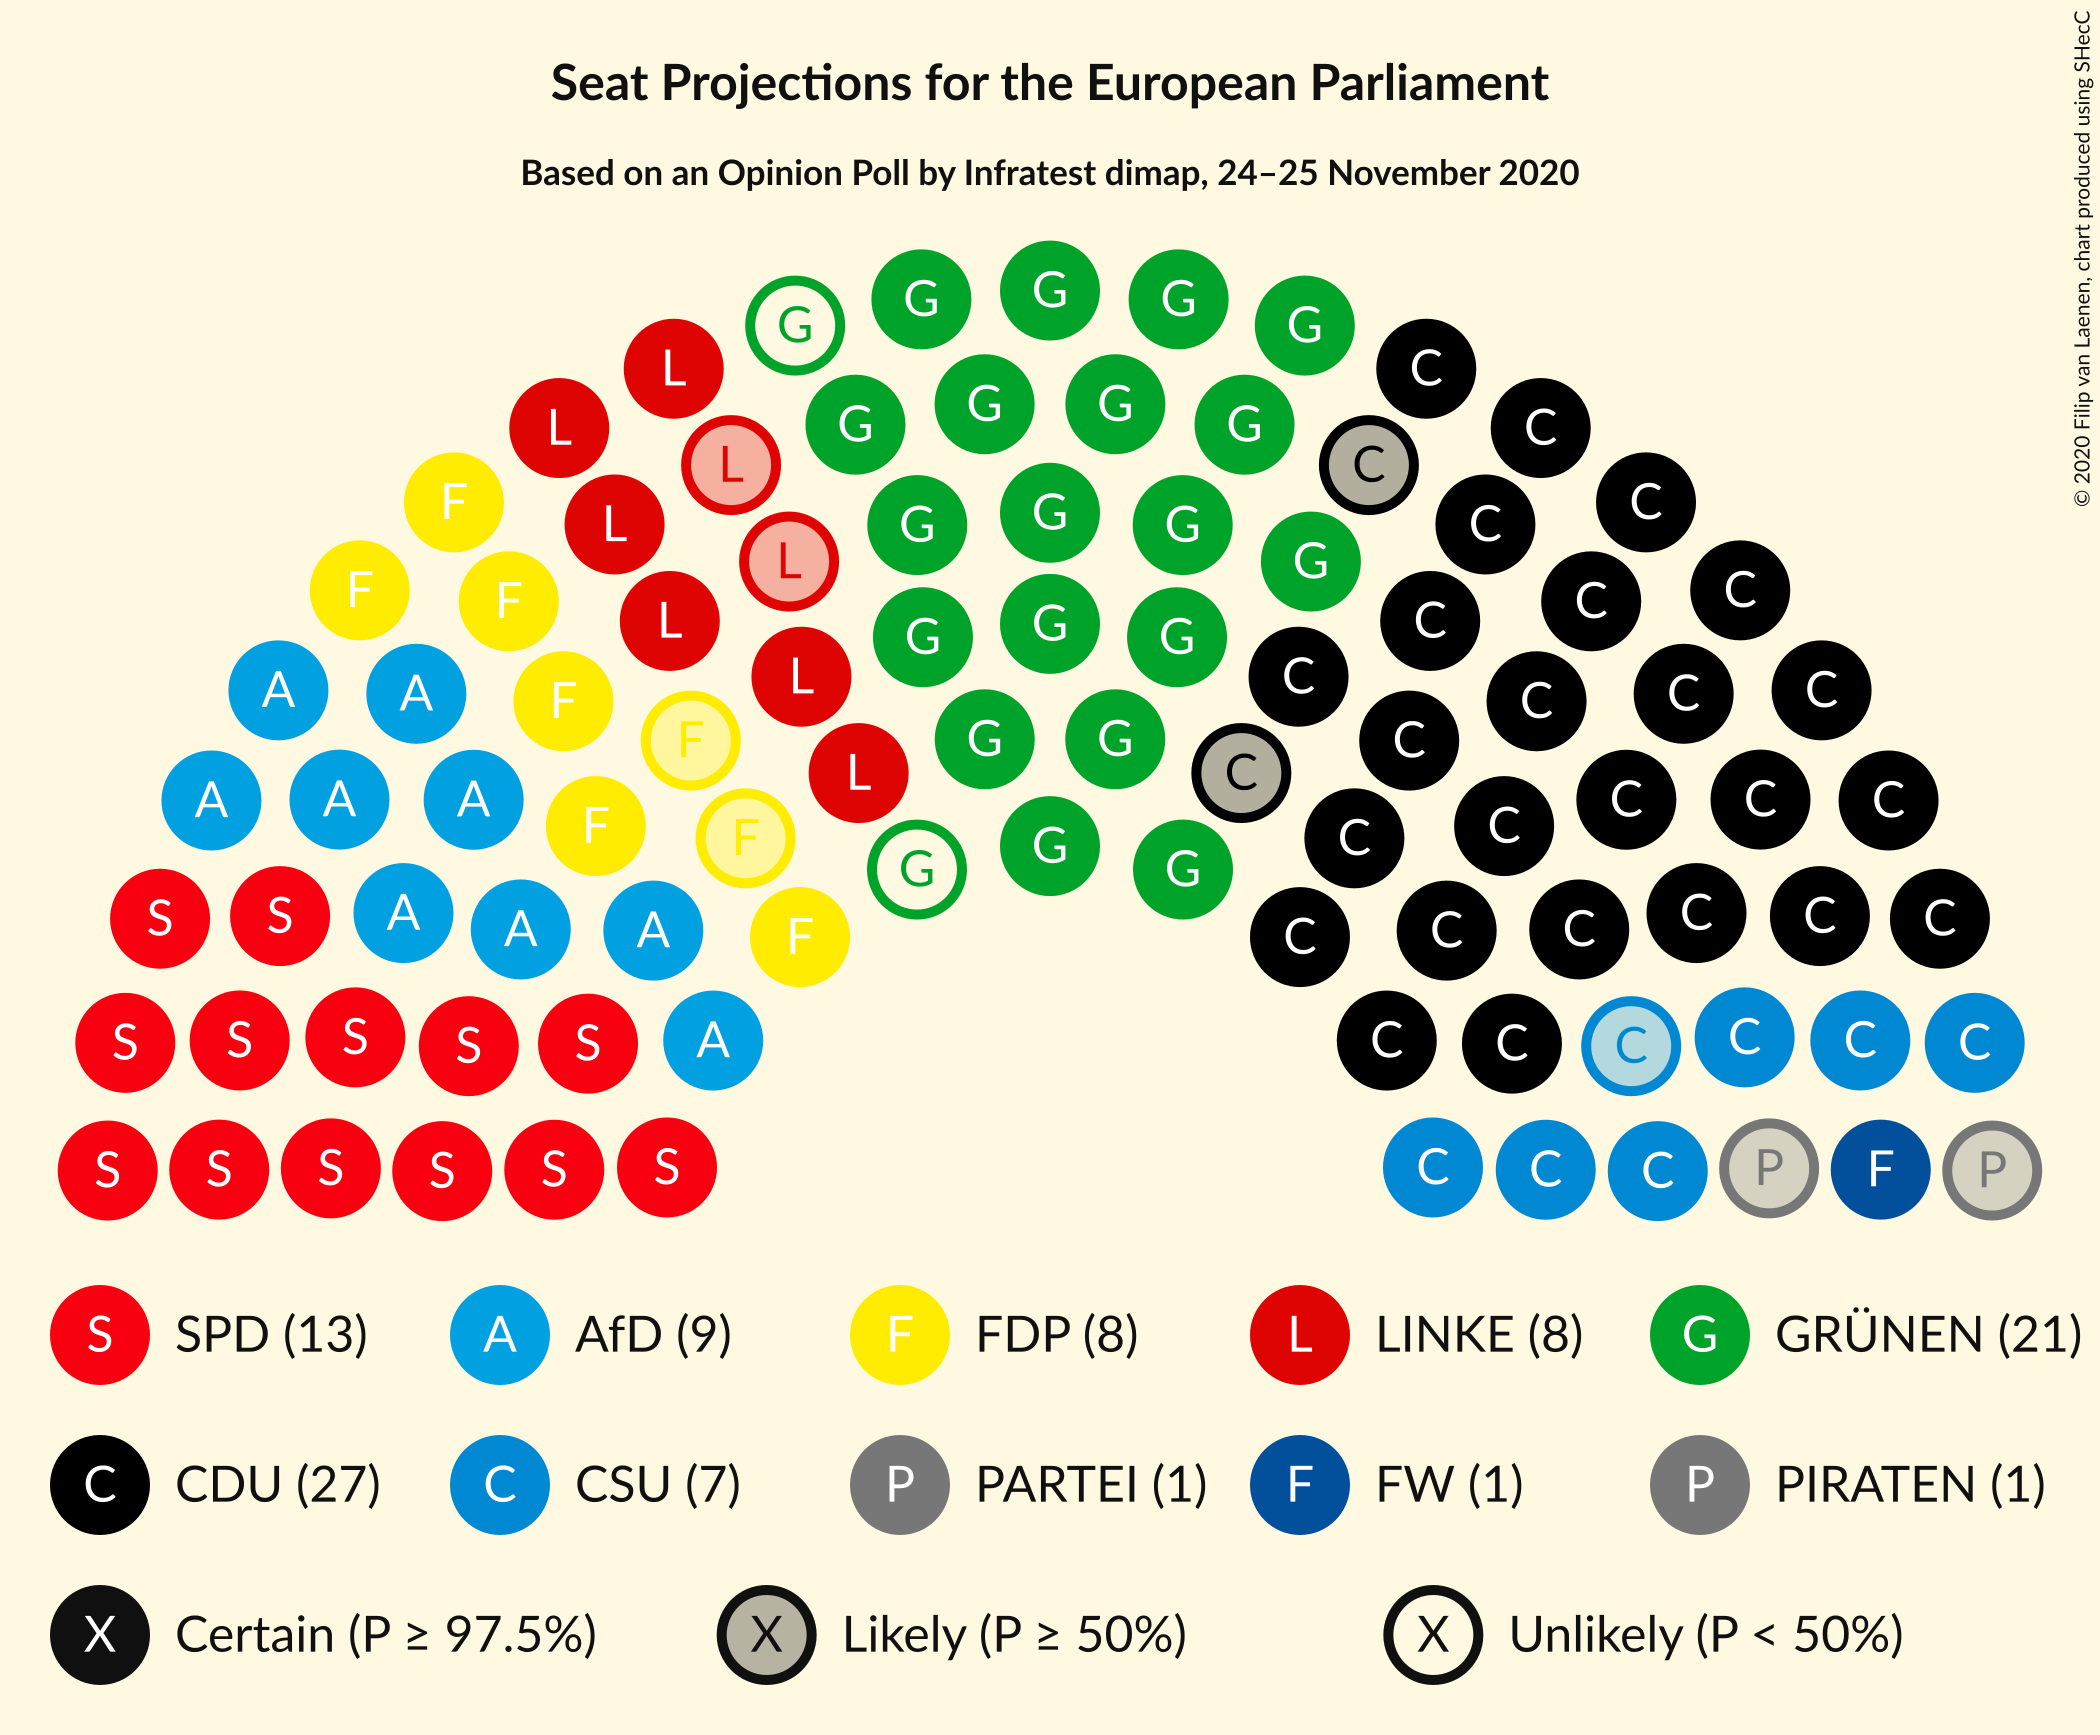 Seat Projections for the European Parliament
Based on an Opinion Poll by Infratest dimap, 24–25 November 2020
© 2020 Filip van Laenen, chart produced using SHecC
G G G G G
L C
G G G G
L C
L C
F G G G C
L C
L G C
F F C C
L G G G C
A A F L C C C C
F G G C
A A A F L C C C C C
F C
S S A A A F G G G C C C C C C
S S S S S A C C C C C C
S S S S S S C C C P F P
S SPD (13) A AfD (9) F FDP (8) L LINKE (8) G GRÜNEN (21)
C CDU (27) C CSU (7) P PARTEI (1) F FW (1) P PIRATEN (1)
X Certain (P ≥ 97.5%) X Likely (P ≥ 50%) X Unlikely (P < 50%)